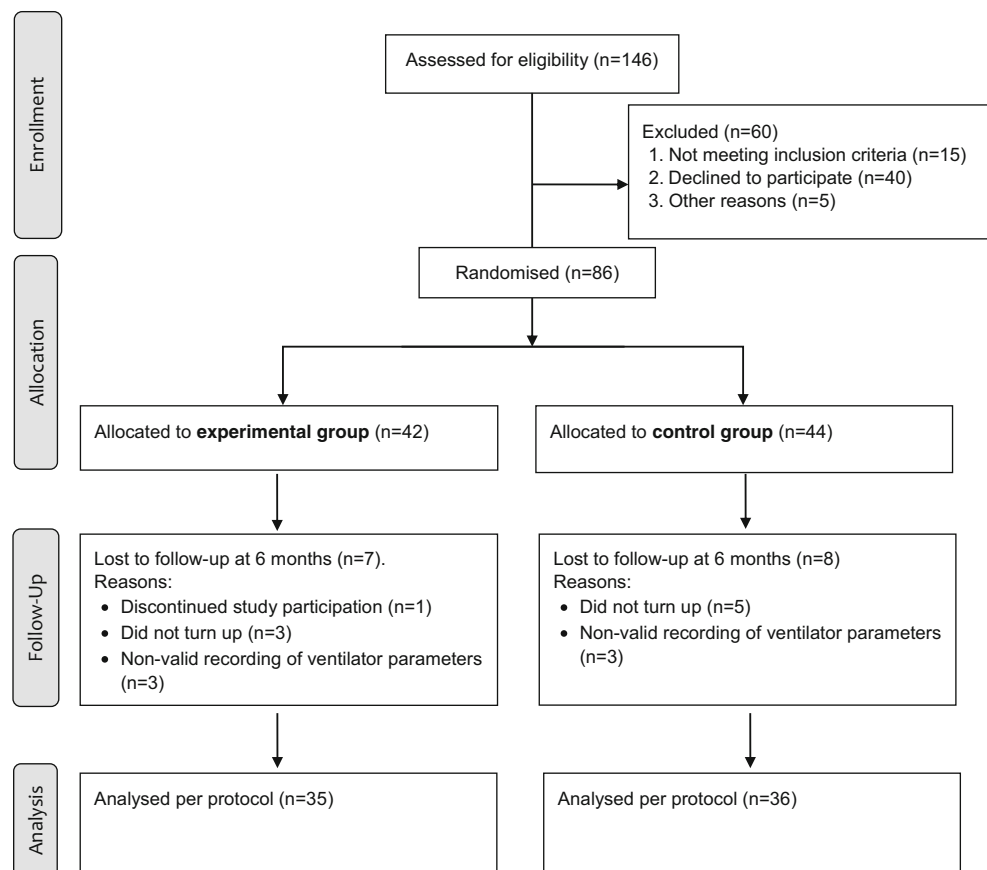 Enrollment
Assessed for eligibility (n=146)
Excluded (n=60)
1. Not meeting inclusion criteria (n=15)
2. Declined to participate (n=40)
3. Other reasons (n=5)
Randomised (n=86)
Allocation
Allocated to experimental group (n=42)
Allocated to control group (n=44)
Follow-Up
Lost to follow-up at 6 months (n=7).
Reasons:
• Discontinued study participation (n=1)
• Did not turn up (n=3)
• Non-valid recording of ventilator parameters
(n=3)
Lost to follow-up at 6 months (n=8)
Reasons:
• Did not turn up (n=5)
• Non-valid recording of ventilator parameters
(n=3)
Analysis
Analysed per protocol (n=35)
Analysed per protocol (n=36)